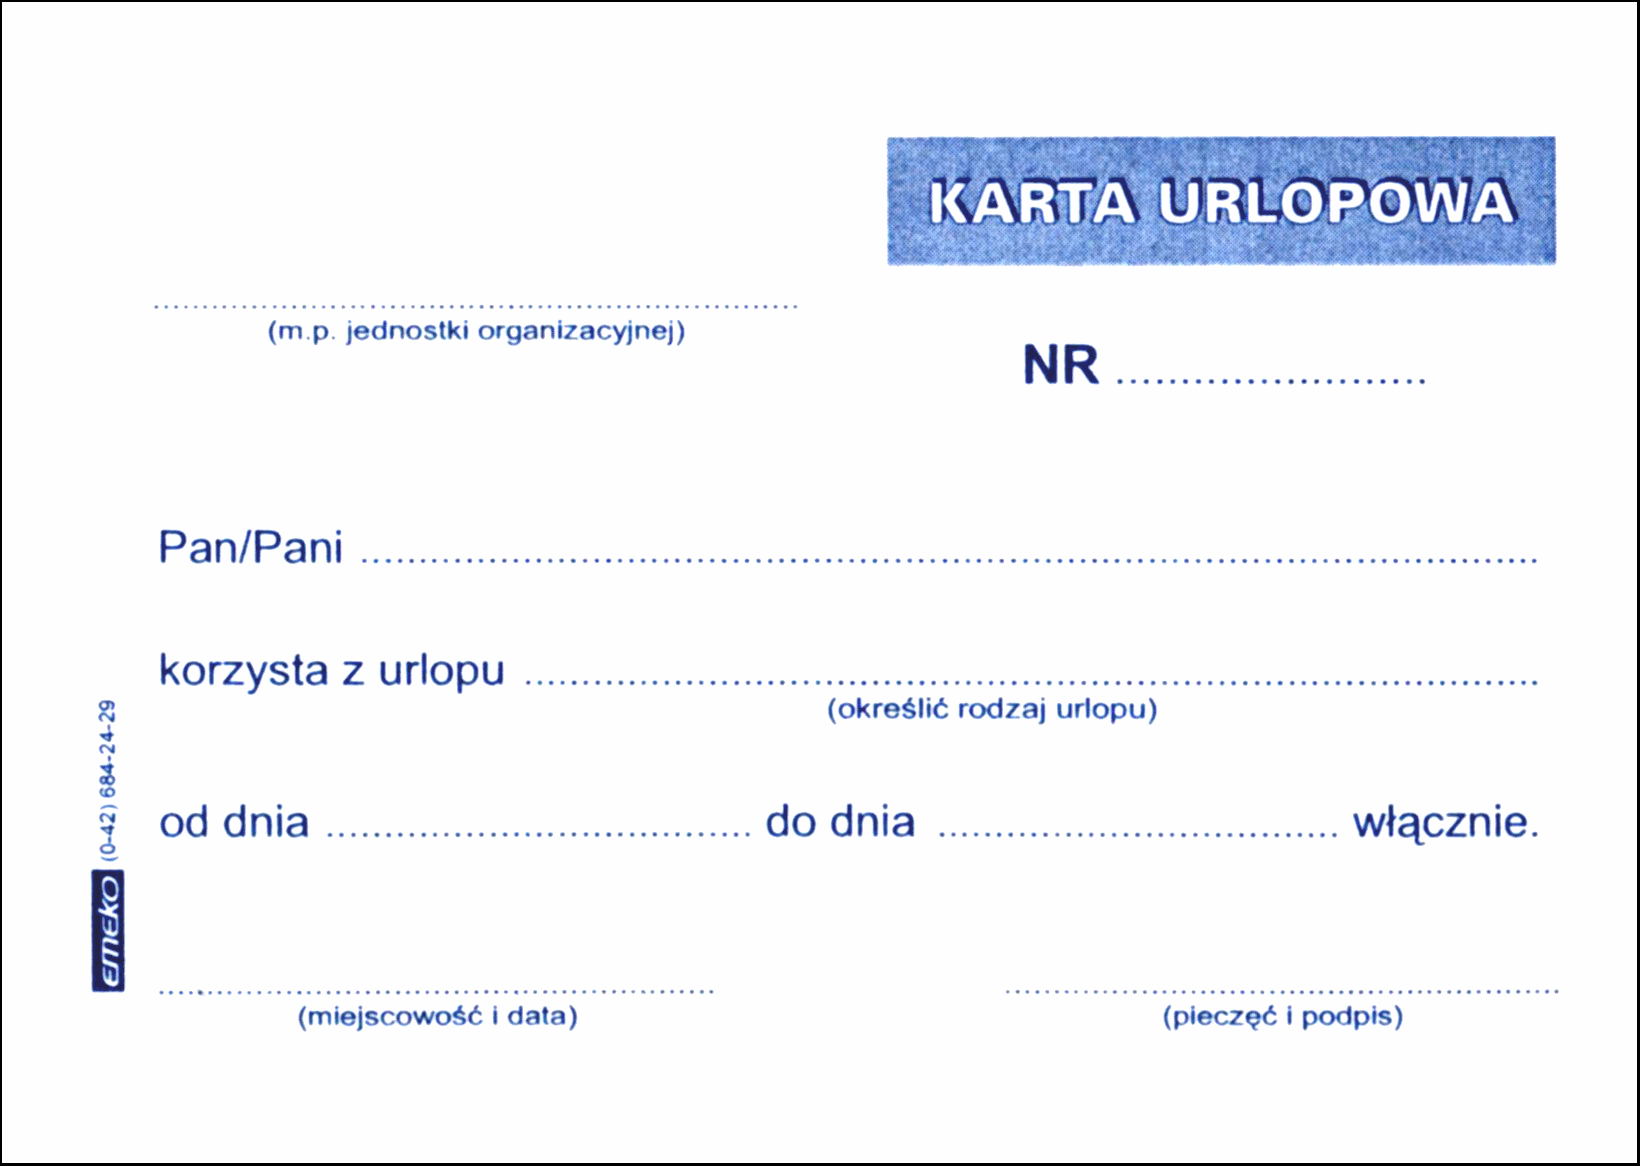 KARTA URLOPOWA
(m.p. jednostki organizacyjnej)
NR ........................
Pan/Pani ................................................................................
korzysta z urlopu ......................................................................
(określić rodzaj urlopu)
od dnia .................................... do dnia .................................. włącznie.
(miejscowość i data)
(pieczęć i podpis)
emeko (0-42) 684-24-29